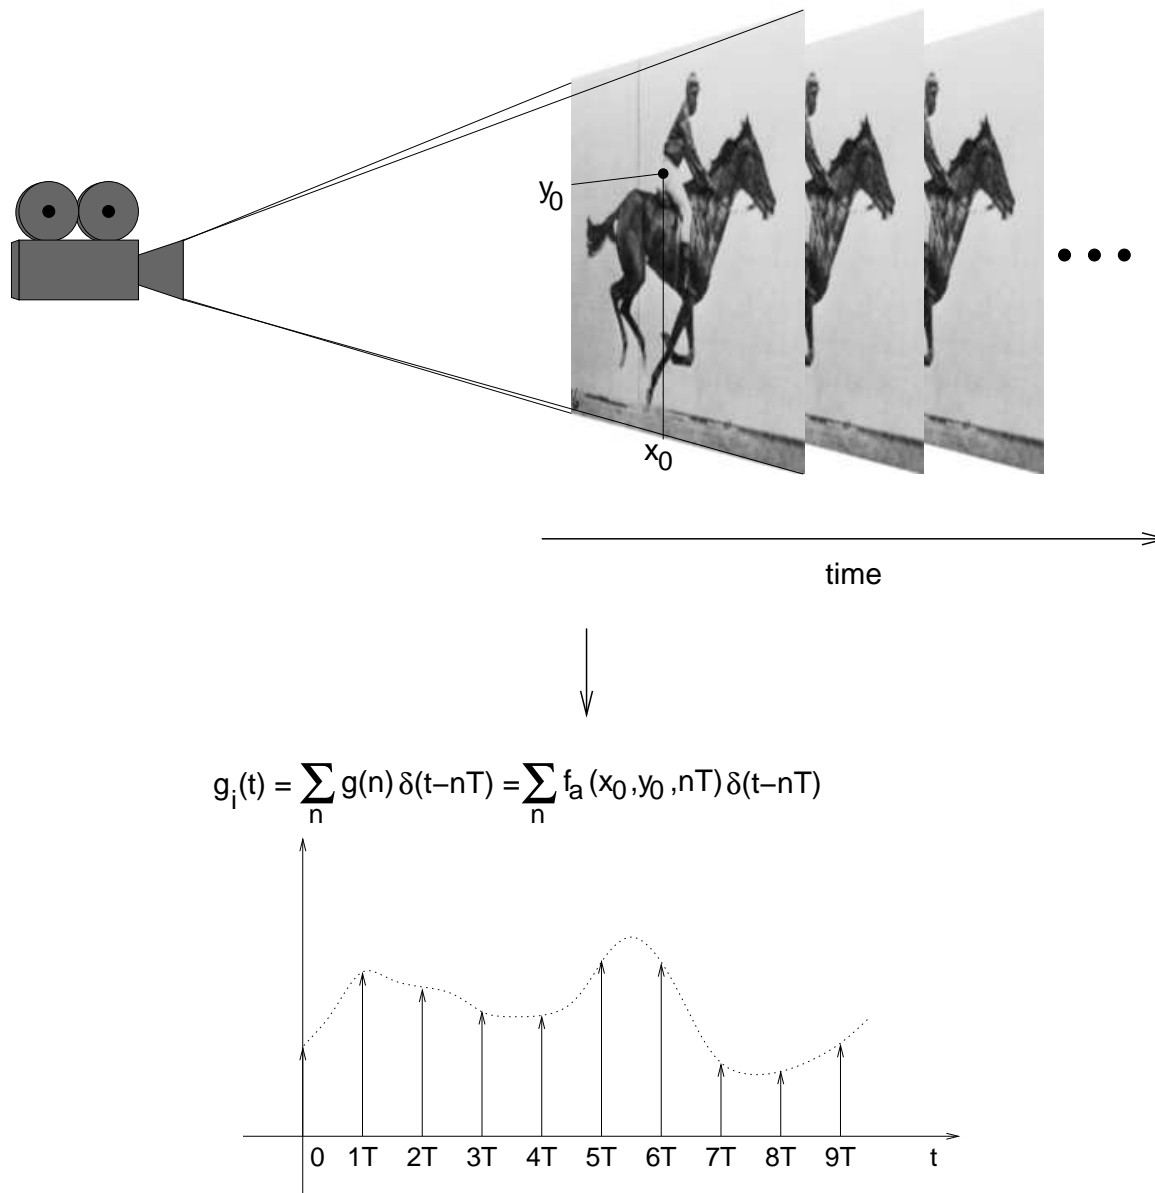 y₀
x₀
time
gᵢ(t) = ∑ₙ g(n) δ(t−nT) = ∑ₙ fₐ(x₀,y₀,nT) δ(t−nT)
0 1T 2T 3T 4T 5T 6T 7T 8T 9T t